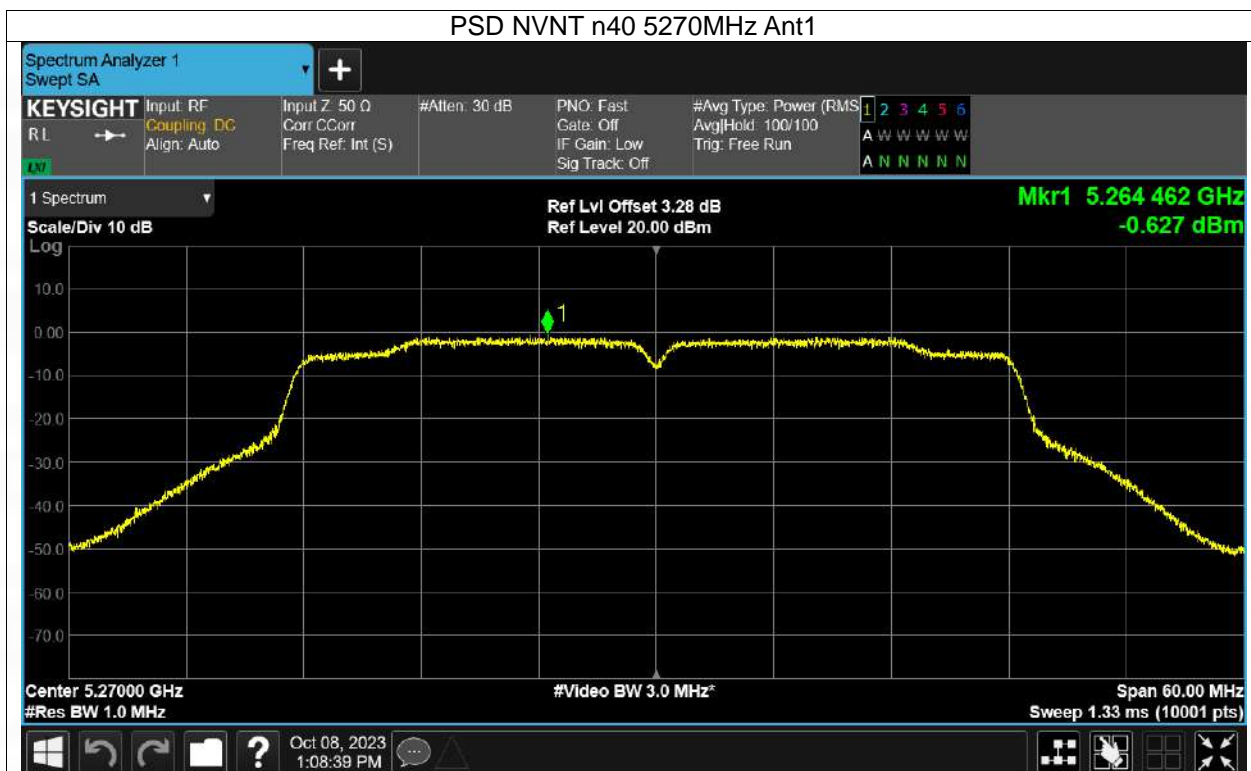 PSD NVNT n40 5270MHz Ant1
Spectrum Analyzer 1
Swept SA
+
KEYSIGHT
RL
LXI
Input: RF
Coupling: DC
Align: Auto
Input Z: 50 Ω
Corr CCorr
Freq Ref: Int (S)
#Atten: 30 dB
PNO: Fast
Gate: Off
IF Gain: Low
Sig Track: Off
#Avg Type: Power (RMS
Avg|Hold: 100/100
Trig: Free Run
1 2 3 4 5 6
A W W W W W
A N N N N N
1 Spectrum
Scale/Div 10 dB
Ref Lvl Offset 3.28 dB
Ref Level 20.00 dBm
Mkr1 5.264 462 GHz
-0.627 dBm
Log
10.0
0.00
-10.0
-20.0
-30.0
-40.0
-50.0
-60.0
-70.0
1
Center 5.27000 GHz
#Res BW 1.0 MHz
#Video BW 3.0 MHz*
Span 60.00 MHz
Sweep 1.33 ms (10001 pts)
?
Oct 08, 2023
1:08:39 PM